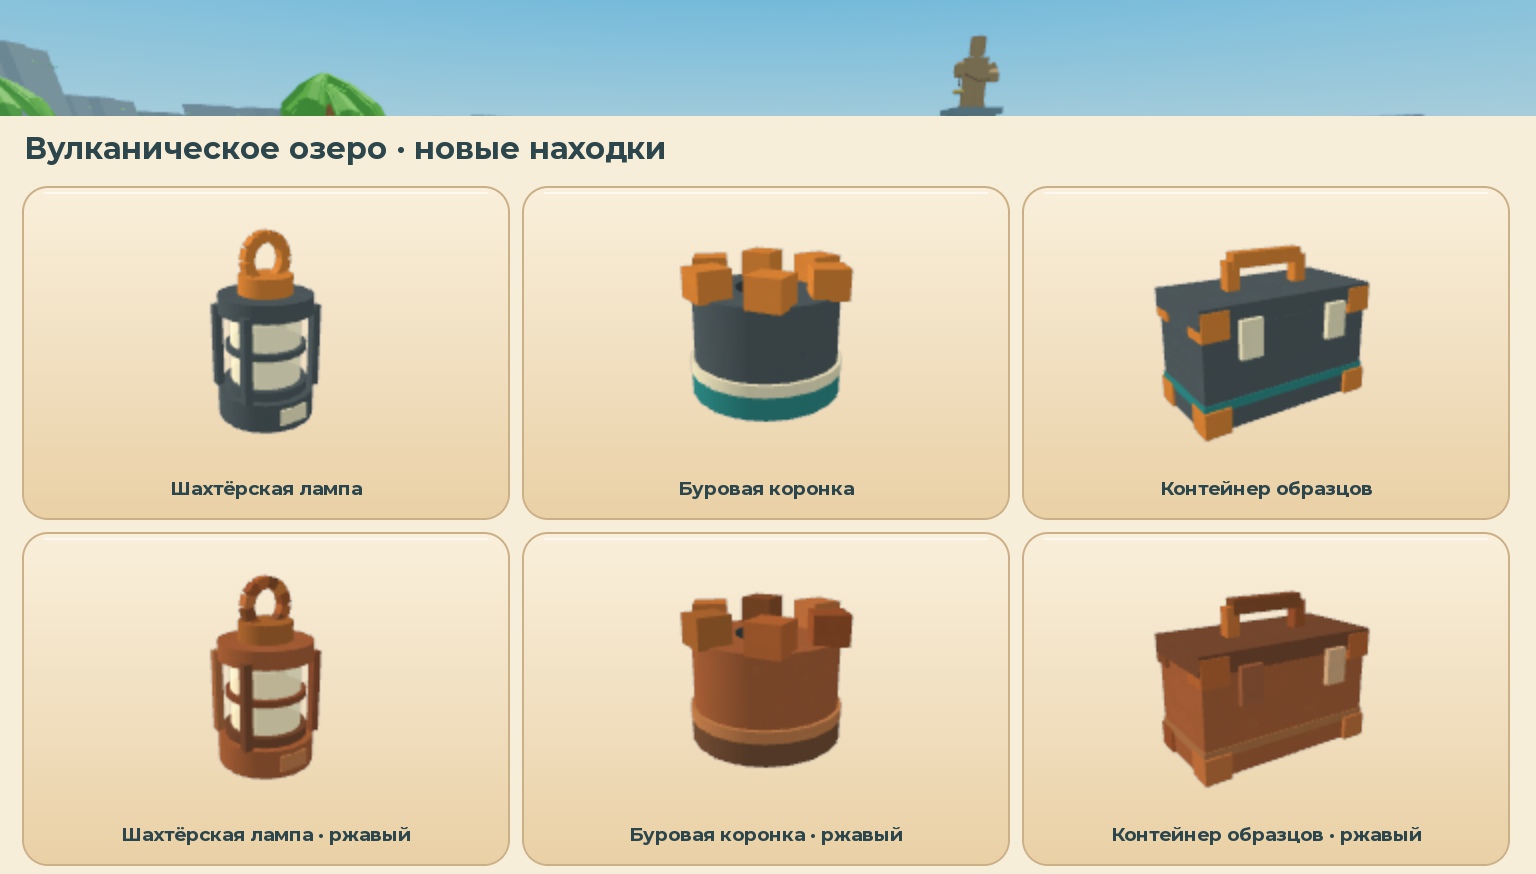 Вулканическое озеро · новые находки
Шахтёрская лампа
Буровая коронка
Контейнер образцов
Шахтёрская лампа · ржавый
Буровая коронка · ржавый
Контейнер образцов · ржавый